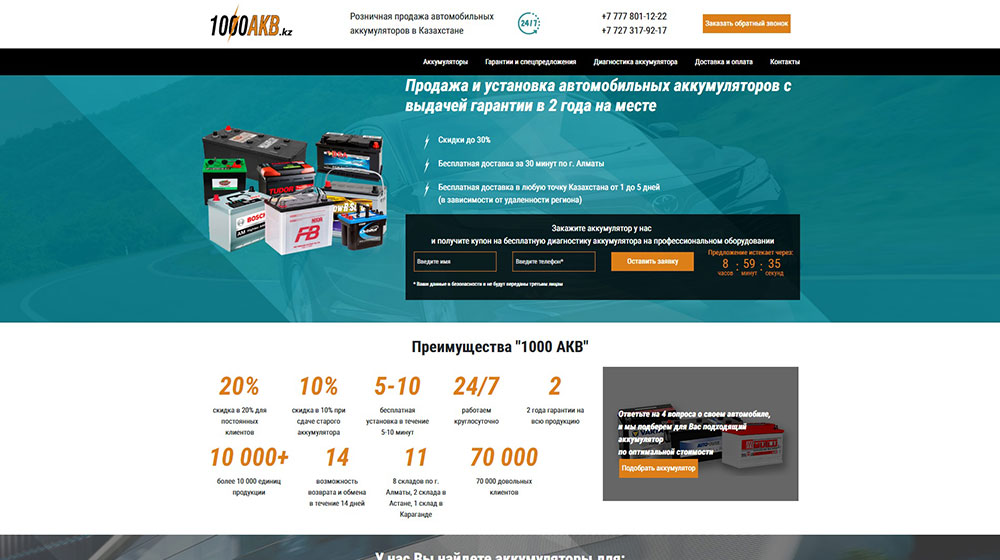 1000АКВ.kz
Розничная продажа автомобильных
аккумуляторов в Казахстане
24/7
+7 777 801-12-22
+7 727 317-92-17
Заказать обратный звонок
Аккумуляторы
Гарантии и спецпредложения
Диагностика аккумулятора
Доставка и оплата
Контакты
Продажа и установка автомобильных аккумуляторов с
выдачей гарантии в 2 года на месте
Скидки до 30%
Бесплатная доставка за 30 минут по г. Алматы
Бесплатная доставка в любую точку Казахстана от 1 до 5 дней
(в зависимости от удаленности региона)
TUDOR
BOSCH
FB
Закажите аккумулятор у нас
и получите купон на бесплатную диагностику аккумулятора на профессиональном оборудовании
Введите имя
Введите телефон*
Оставить заявку
Предложение истекает через:
8 : 59 : 35
часов минут секунд
* Ваши данные в безопасности и не будут переданы третьим лицам
Преимущества "1000 АКВ"
20%
скидка в 20% для
постоянных
клиентов
10%
скидка в 10% при
сдаче старого
аккумулятора
5-10
бесплатная
установка в течение
5-10 минут
24/7
работаем
круглосуточно
2
2 года гарантии на
всю продукцию
10 000+
более 10 000 единиц
продукции
14
возможность
возврата и обмена
в течение 14 дней
11
8 складов по г.
Алматы, 2 склада в
Астане, 1 склад в
Караганде
70 000
70 000 довольных
клиентов
Ответьте на 4 вопроса о своем автомобиле,
и мы подберем для Вас подходящий
аккумулятор
по оптимальной стоимости
Подобрать аккумулятор
У нас Вы найдете аккумуляторы для: